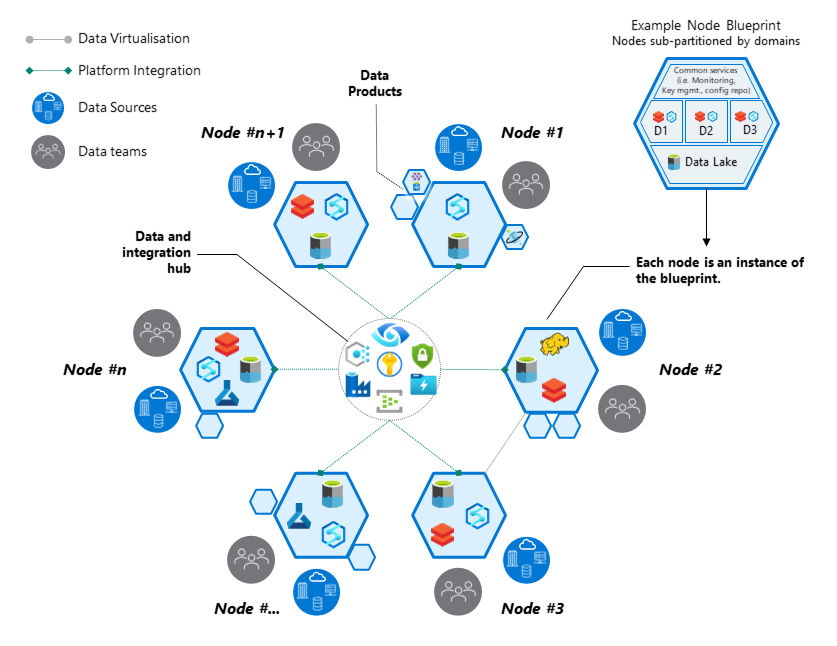 Data Virtualisation
Platform Integration
Data Sources
Data teams
Data
Products
Example Node Blueprint
Nodes sub-partitioned by domains
Common services
(i.e. Monitoring,
Key mgmt., config repo)
D1
D2
D3
Data Lake
Node #n+1
Node #1
Data and
integration
hub
Each node is an instance of
the blueprint.
Node #n
Node #2
Node #...
Node #3